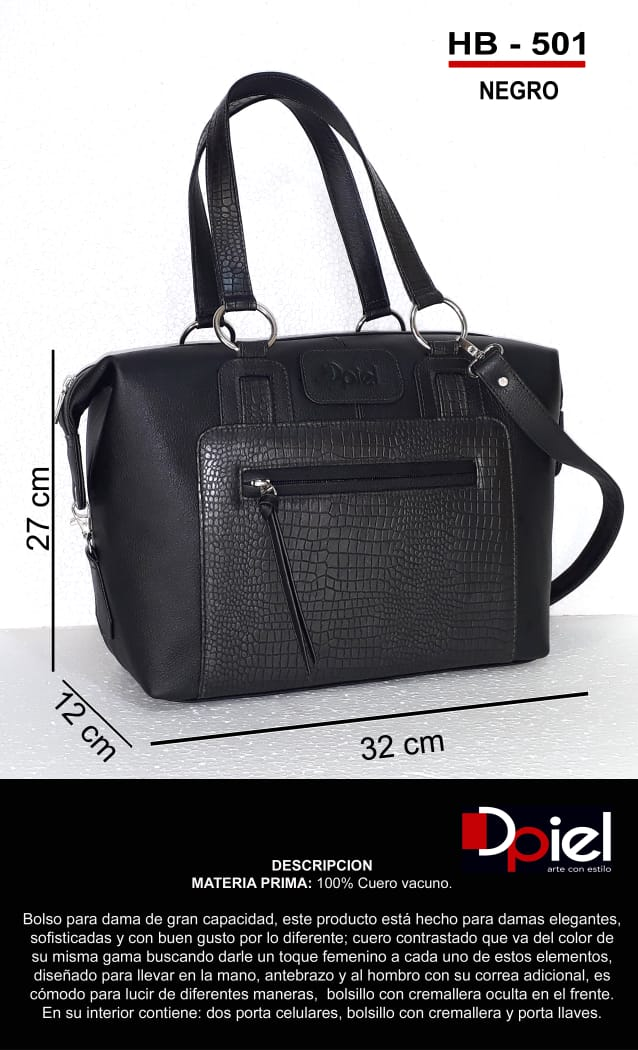 HB - 501
NEGRO
Dpiel
27 cm
12 cm
32 cm
Dpiel
arte con estilo
DESCRIPCION
MATERIA PRIMA: 100% Cuero vacuno.
Bolso para dama de gran capacidad, este producto está hecho para damas elegantes,
sofisticadas y con buen gusto por lo diferente; cuero contrastado que va del color de
su misma gama buscando darle un toque femenino a cada uno de estos elementos,
diseñado para llevar en la mano, antebrazo y al hombro con su correa adicional, es
cómodo para lucir de diferentes maneras,  bolsillo con cremallera oculta en el frente.
En su interior contiene: dos porta celulares, bolsillo con cremallera y porta llaves.